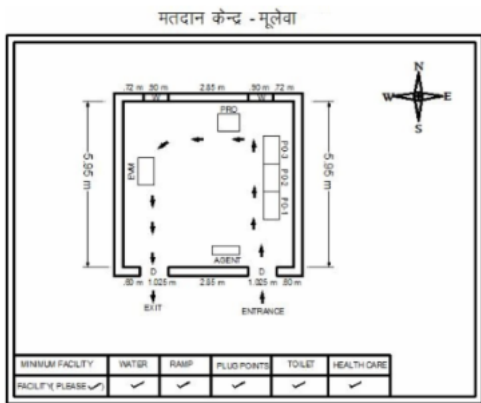 मतदान केन्द्र - मूलेवा
N
W E
S
.72 m .90 m 2.85 m .90 m .72 m
W W
PRO
5.95 m
EVM
PO-3
PO-2
PO-1
5.95 m
AGENT
D D
.60 m 1.025 m 2.85 m 1.025 m .60 m
EXIT ENTRANCE
MINIMUM FACILITY WATER RAMP PLUG POINTS TOILET HEALTH CARE
FACILITY( PLEASE ✓) ✓ ✓ ✓ ✓ ✓